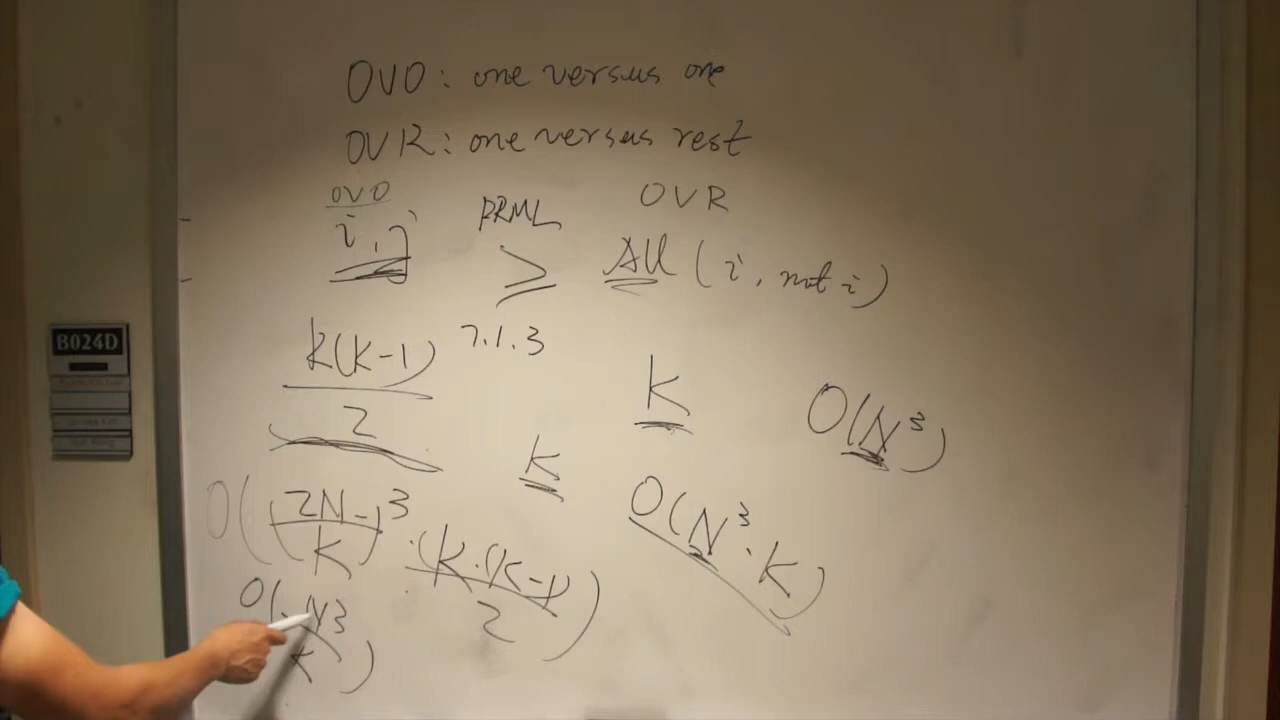 OVO: one versus one
OVR: one versus rest
OVO PRML OVR
i, j ≥ All (i, not i)
K(K-1)/2 7.1.3 K O(N³)
K
O((2N/K)³ · (K·(K-1)/2)) O(N³·K)
O(N³/K)
B024D